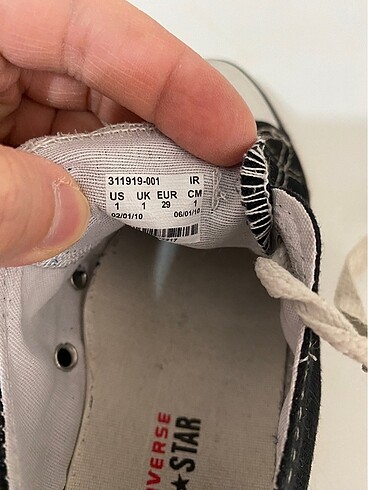 311919-001 IR
US UK EUR CM
1 1 29 1
02/01/10 06/01/10
VERSE
★STAR